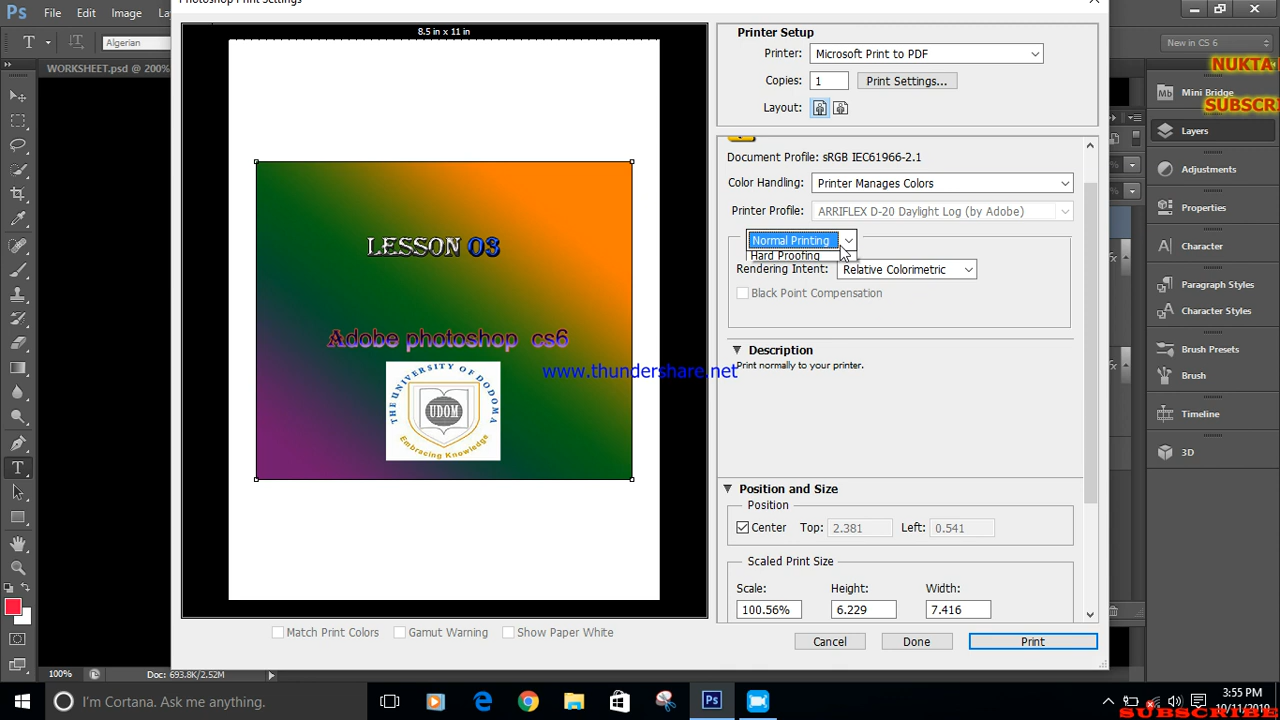 Photoshop Print Settings
Ps File Edit Image La
T Algerian
New in CS 6
WORKSHEET.psd @ 200%
8.5 in x 11 in
LESSON 03
Adobe photoshop cs6
THE UNIVERSITY OF DODOMA
UDOM
Embracing Knowledge
www.thundershare.net
Match Print Colors Gamut Warning Show Paper White
Printer Setup
Printer: Microsoft Print to PDF
Copies: 1 Print Settings...
Layout:
Document Profile: sRGB IEC61966-2.1
Color Handling: Printer Manages Colors
Printer Profile: ARRIFLEX D-20 Daylight Log (by Adobe)
Normal Printing
Hard Proofing
Rendering Intent: Relative Colorimetric
Black Point Compensation
Description
Print normally to your printer.
Position and Size
Position
Center Top: 2.381 Left: 0.541
Scaled Print Size
Scale: Height: Width:
100.56% 6.229 7.416
Cancel Done Print
NUKTA
Mb Mini Bridge
SUBSCRI
Layers
Adjustments
Properties
Character
Paragraph Styles
Character Styles
Brush Presets
Brush
Timeline
3D
100% Doc: 693.8K/2.52M
I'm Cortana. Ask me anything.
Ps
3:55 PM
SUBSCRIBE